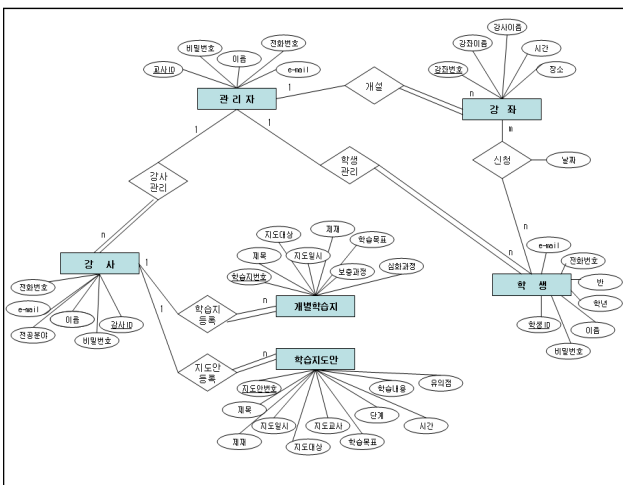 강사이름
강좌이름
시간
강좌번호
장소
비밀번호
이름
전화번호
교사ID
e-mail
관 리 자
1
개설
n
강 좌
1
1
m
신청
날짜
강사
관리
학생
관리
n
n
n
강 사
1
1
전화번호
e-mail
이름
강사ID
전공분야
비밀번호
제재
지도대상
학습목표
제목
지도일시
보충과정
심화과정
학습지번호
개별학습지
학습지
등록
n
e-mail
전화번호
반
학 생
학년
학생ID
이름
비밀번호
지도안
등록
n
학습지도안
지도안번호
학습내용
유의점
제목
단계
지도일시
지도교사
시간
제재
지도대상
학습목표